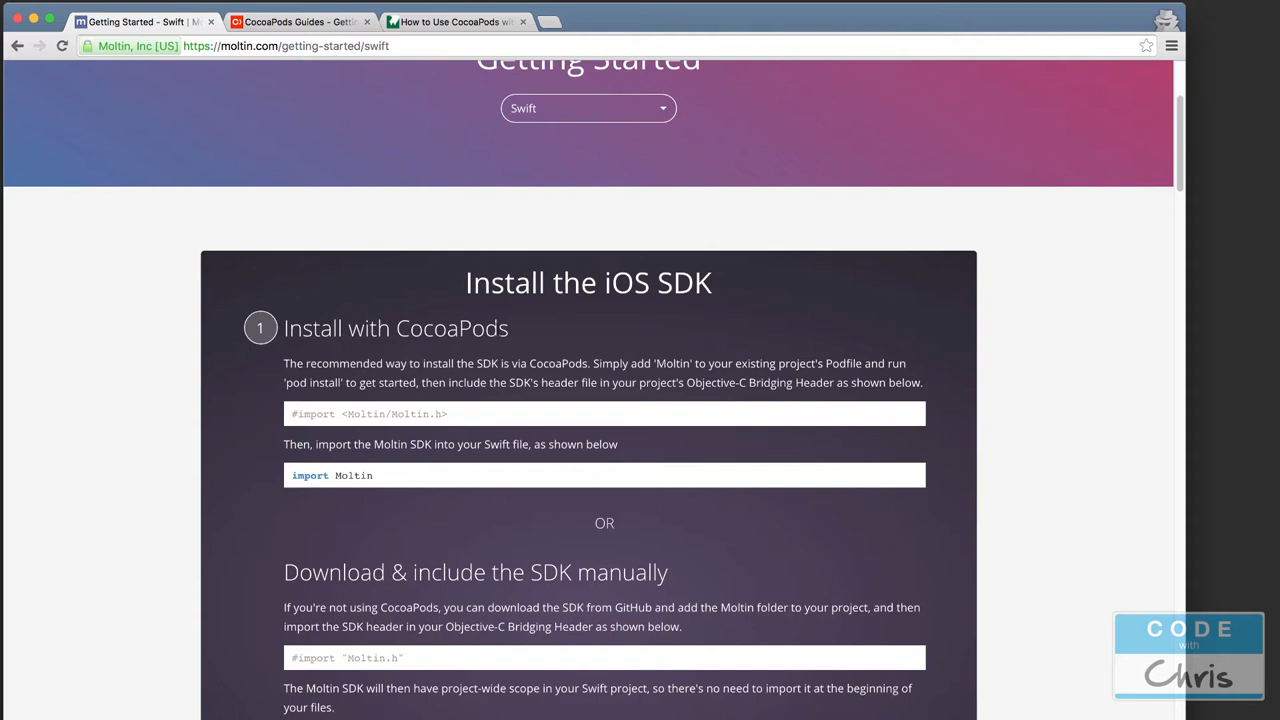 Getting Started - Swift | M
CocoaPods Guides - Gettin
How to Use CocoaPods wit
Moltin, Inc [US] https://moltin.com/getting-started/swift
Getting Started
Swift
Install the iOS SDK
1 Install with CocoaPods
The recommended way to install the SDK is via CocoaPods. Simply add 'Moltin' to your existing project's Podfile and run
'pod install' to get started, then include the SDK's header file in your project's Objective-C Bridging Header as shown below.
#import <Moltin/Moltin.h>
Then, import the Moltin SDK into your Swift file, as shown below
import Moltin
OR
Download & include the SDK manually
If you're not using CocoaPods, you can download the SDK from GitHub and add the Moltin folder to your project, and then
import the SDK header in your Objective-C Bridging Header as shown below.
#import "Moltin.h"
The Moltin SDK will then have project-wide scope in your Swift project, so there's no need to import it at the beginning of
your files.
CODE
with
Chris